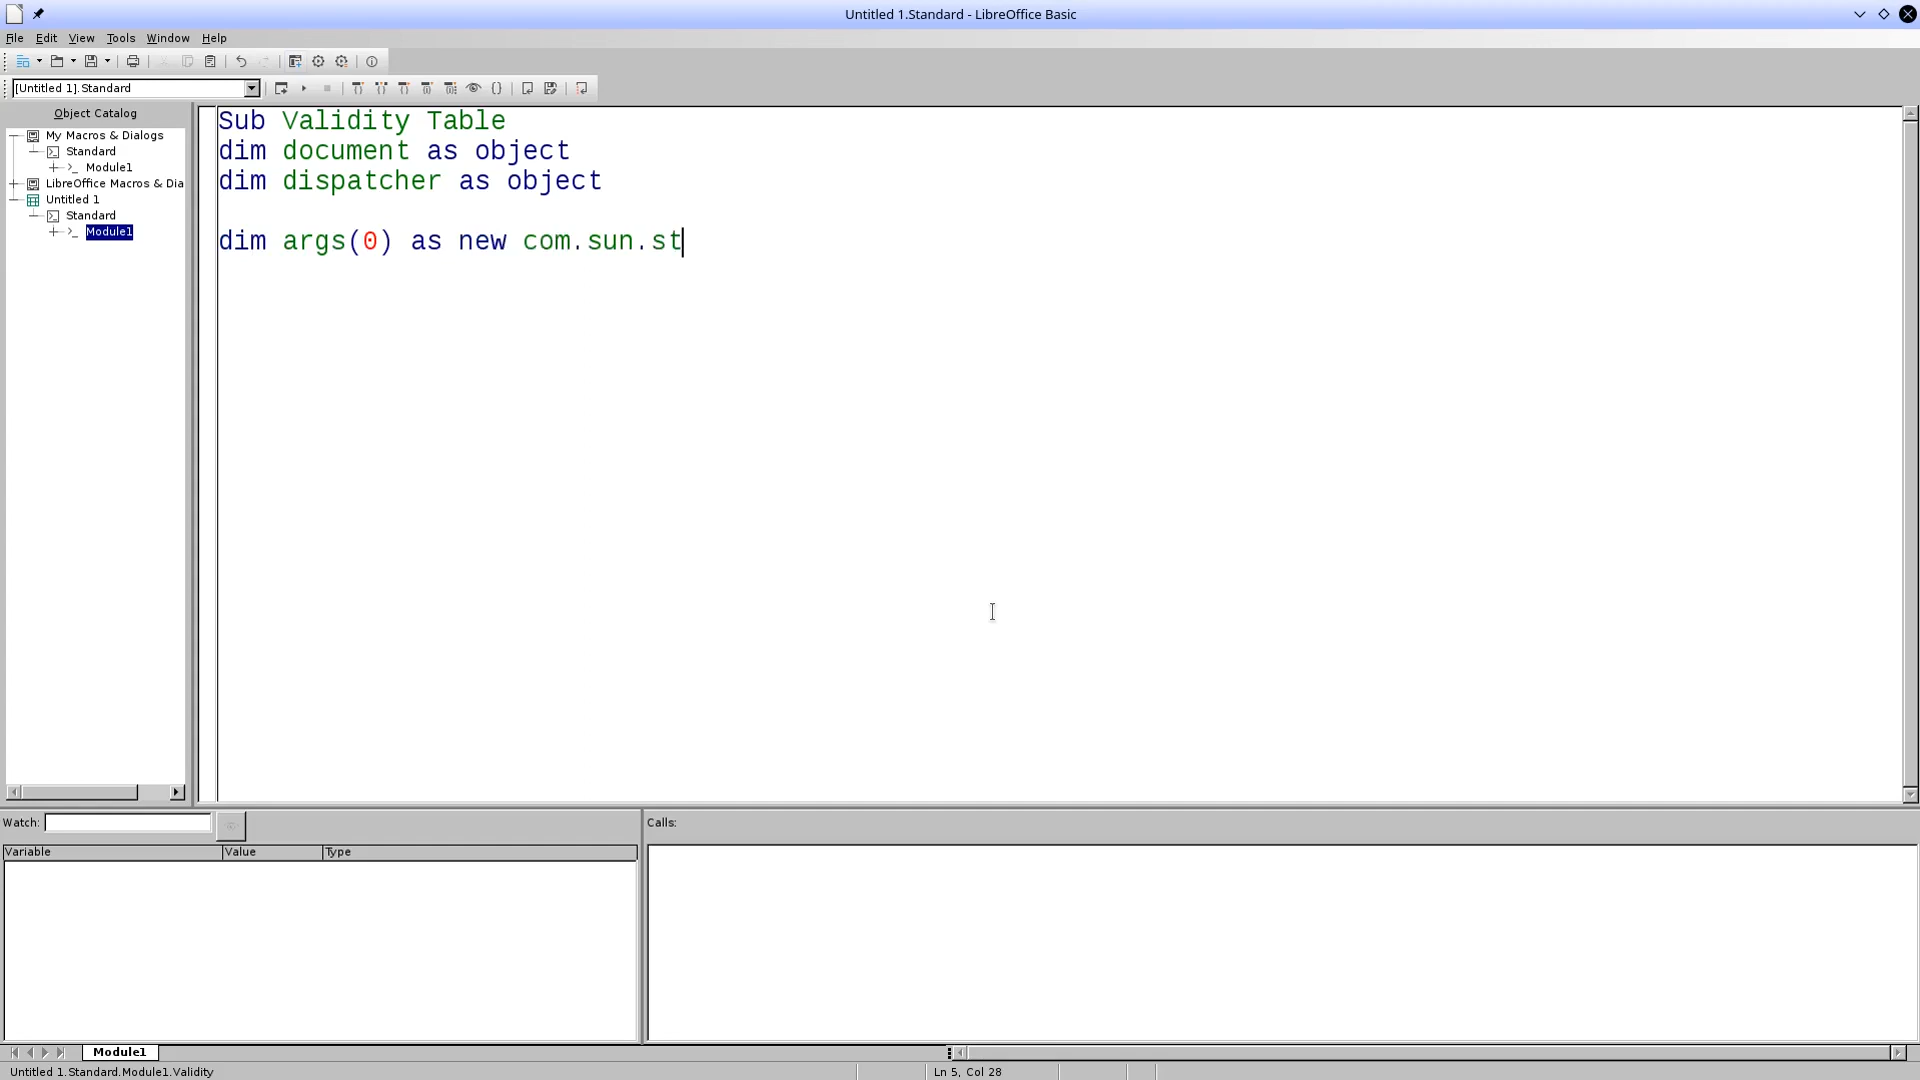 Untitled 1.Standard - LibreOffice Basic
File Edit View Tools Window Help
[Untitled 1].Standard
Object Catalog
My Macros & Dialogs
Standard
Module1
LibreOffice Macros & Dia
Untitled 1
Standard
Module1
Sub Validity Table
dim document as object
dim dispatcher as object
dim args(0) as new com.sun.st
Watch:
Variable Value Type
Calls:
Module1
Untitled 1.Standard.Module1.Validity
Ln 5, Col 28